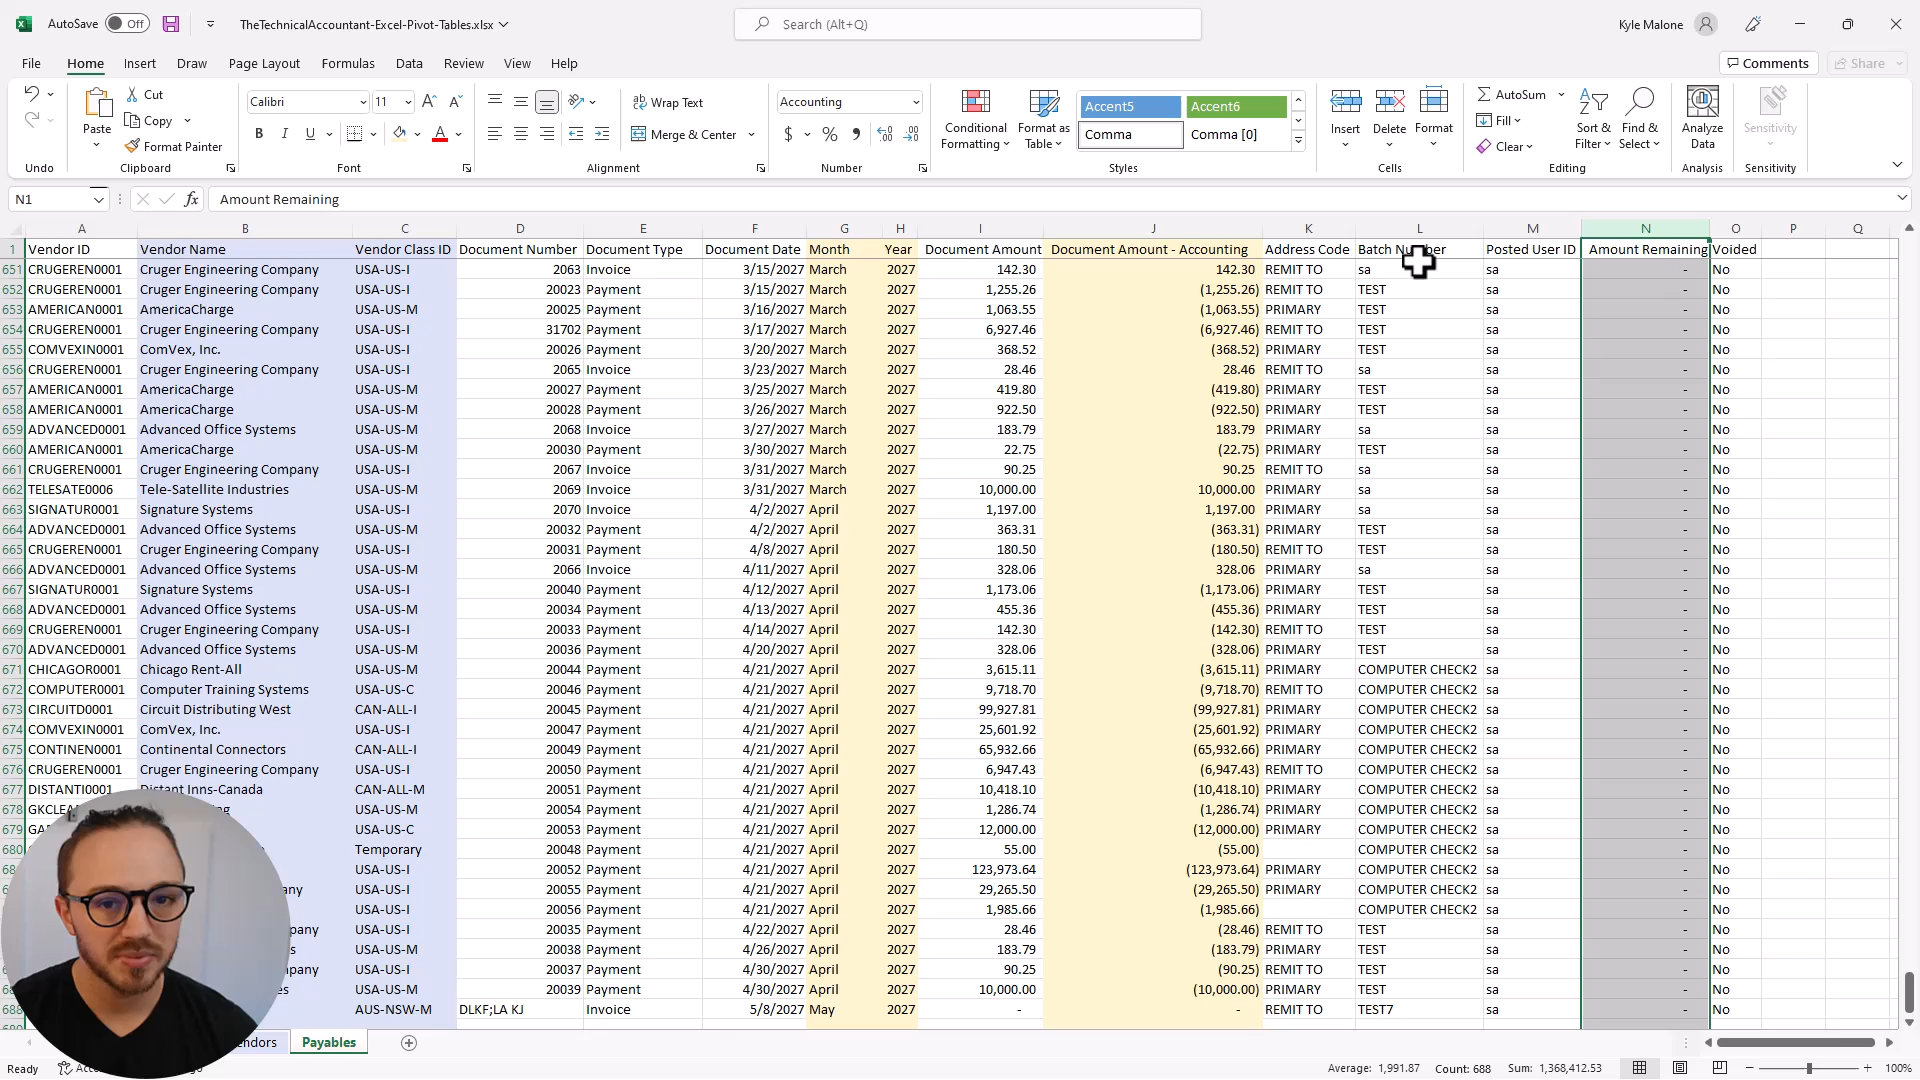 AutoSave Off TheTechnicalAccountant-Excel-Pivot-Tables.xlsx Search (Alt+Q) Kyle Malone
File Home Insert Draw Page Layout Formulas Data Review View Help Comments Share
Paste Cut Copy Format Painter
Calibri 11 B I U A
Wrap Text Merge & Center
Accounting $ % ,
Conditional Formatting Format as Table Accent5 Accent6 Comma Comma [0]
Insert Delete Format
AutoSum Fill Clear Sort & Filter Find & Select
Analyze Data Sensitivity
Undo Clipboard Font Alignment Number Styles Cells Editing Analysis Sensitivity
N1 fx Amount Remaining
A B C D E F G H I J K L M N O P Q
1 Vendor ID Vendor Name Vendor Class ID Document Number Document Type Document Date Month Year Document Amount Document Amount - Accounting Address Code Batch Posted User ID Amount Remaining Voided
651 CRUGEREN0001 Cruger Engineering Company USA-US-I 2063 Invoice 3/15/2027 March 2027 142.30 142.30 REMIT TO sa sa - No
652 CRUGEREN0001 Cruger Engineering Company USA-US-I 20023 Payment 3/15/2027 March 2027 1,255.26 (1,255.26) REMIT TO TEST sa - No
653 AMERICAN0001 AmericaCharge USA-US-M 20025 Payment 3/16/2027 March 2027 1,063.55 (1,063.55) PRIMARY TEST sa - No
654 CRUGEREN0001 Cruger Engineering Company USA-US-I 31702 Payment 3/17/2027 March 2027 6,927.46 (6,927.46) REMIT TO TEST sa - No
655 COMVEXIN0001 ComVex, Inc. USA-US-I 20026 Payment 3/20/2027 March 2027 368.52 (368.52) PRIMARY TEST sa - No
656 CRUGEREN0001 Cruger Engineering Company USA-US-I 2065 Invoice 3/23/2027 March 2027 28.46 28.46 REMIT TO sa sa - No
657 AMERICAN0001 AmericaCharge USA-US-M 20027 Payment 3/25/2027 March 2027 419.80 (419.80) PRIMARY TEST sa - No
658 AMERICAN0001 AmericaCharge USA-US-M 20028 Payment 3/26/2027 March 2027 922.50 (922.50) PRIMARY TEST sa - No
659 ADVANCED0001 Advanced Office Systems USA-US-M 2068 Invoice 3/27/2027 March 2027 183.79 183.79 PRIMARY sa sa - No
660 AMERICAN0001 AmericaCharge USA-US-M 20030 Payment 3/30/2027 March 2027 22.75 (22.75) PRIMARY TEST sa - No
661 CRUGEREN0001 Cruger Engineering Company USA-US-I 2067 Invoice 3/31/2027 March 2027 90.25 90.25 REMIT TO sa sa - No
662 TELESATE0006 Tele-Satellite Industries USA-US-M 2069 Invoice 3/31/2027 March 2027 10,000.00 10,000.00 PRIMARY sa sa - No
663 SIGNATUR0001 Signature Systems USA-US-I 2070 Invoice 4/2/2027 April 2027 1,197.00 1,197.00 PRIMARY sa sa - No
664 ADVANCED0001 Advanced Office Systems USA-US-M 20032 Payment 4/2/2027 April 2027 363.31 (363.31) PRIMARY TEST sa - No
665 CRUGEREN0001 Cruger Engineering Company USA-US-I 20031 Payment 4/8/2027 April 2027 180.50 (180.50) REMIT TO TEST sa - No
666 ADVANCED0001 Advanced Office Systems USA-US-M 2066 Invoice 4/11/2027 April 2027 328.06 328.06 PRIMARY sa sa - No
667 SIGNATUR0001 Signature Systems USA-US-I 20040 Payment 4/12/2027 April 2027 1,173.06 (1,173.06) PRIMARY TEST sa - No
668 ADVANCED0001 Advanced Office Systems USA-US-M 20034 Payment 4/13/2027 April 2027 455.36 (455.36) PRIMARY TEST sa - No
669 CRUGEREN0001 Cruger Engineering Company USA-US-I 20033 Payment 4/14/2027 April 2027 142.30 (142.30) REMIT TO TEST sa - No
670 ADVANCED0001 Advanced Office Systems USA-US-M 20036 Payment 4/20/2027 April 2027 328.06 (328.06) PRIMARY TEST sa - No
671 CHICAGOR0001 Chicago Rent-All USA-US-M 20044 Payment 4/21/2027 April 2027 3,615.11 (3,615.11) PRIMARY COMPUTER CHECK2 sa - No
672 COMPUTER0001 Computer Training Systems USA-US-C 20046 Payment 4/21/2027 April 2027 9,718.70 (9,718.70) REMIT TO COMPUTER CHECK2 sa - No
673 CIRCUITD0001 Circuit Distributing West CAN-ALL-I 20045 Payment 4/21/2027 April 2027 99,927.81 (99,927.81) PRIMARY COMPUTER CHECK2 sa - No
674 COMVEXIN0001 ComVex, Inc. USA-US-I 20047 Payment 4/21/2027 April 2027 25,601.92 (25,601.92) PRIMARY COMPUTER CHECK2 sa - No
675 CONTINEN0001 Continental Connectors CAN-ALL-I 20049 Payment 4/21/2027 April 2027 65,932.66 (65,932.66) PRIMARY COMPUTER CHECK2 sa - No
676 CRUGEREN0001 Cruger Engineering Company USA-US-I 20050 Payment 4/21/2027 April 2027 6,947.43 (6,947.43) REMIT TO COMPUTER CHECK2 sa - No
677 DISTANTI0001 Distant Inns-Canada CAN-ALL-M 20051 Payment 4/21/2027 April 2027 10,418.10 (10,418.10) PRIMARY COMPUTER CHECK2 sa - No
678 GKCLEA USA-US-M 20054 Payment 4/21/2027 April 2027 1,286.74 (1,286.74) PRIMARY COMPUTER CHECK2 sa - No
679 USA-US-C 20053 Payment 4/21/2027 April 2027 12,000.00 (12,000.00) PRIMARY COMPUTER CHECK2 sa - No
680 Temporary 20048 Payment 4/21/2027 April 2027 55.00 (55.00) COMPUTER CHECK2 sa - No
USA-US-I 20052 Payment 4/21/2027 April 2027 123,973.64 (123,973.64) PRIMARY COMPUTER CHECK2 sa - No
USA-US-I 20055 Payment 4/21/2027 April 2027 29,265.50 (29,265.50) PRIMARY COMPUTER CHECK2 sa - No
USA-US-I 20056 Payment 4/21/2027 April 2027 1,985.66 (1,985.66) COMPUTER CHECK2 sa - No
USA-US-I 20035 Payment 4/22/2027 April 2027 28.46 (28.46) REMIT TO TEST sa - No
USA-US-M 20038 Payment 4/26/2027 April 2027 183.79 (183.79) PRIMARY TEST sa - No
USA-US-I 20037 Payment 4/30/2027 April 2027 90.25 (90.25) REMIT TO TEST sa - No
USA-US-M 20039 Payment 4/30/2027 April 2027 10,000.00 (10,000.00) PRIMARY TEST sa - No
688 AUS-NSW-M DLKF;LA KJ Invoice 5/8/2027 May 2027 - - REMIT TO TEST7 sa - No
endors Payables
Ready Average: 1,991.87 Count: 688 Sum: 1,368,412.53 100%